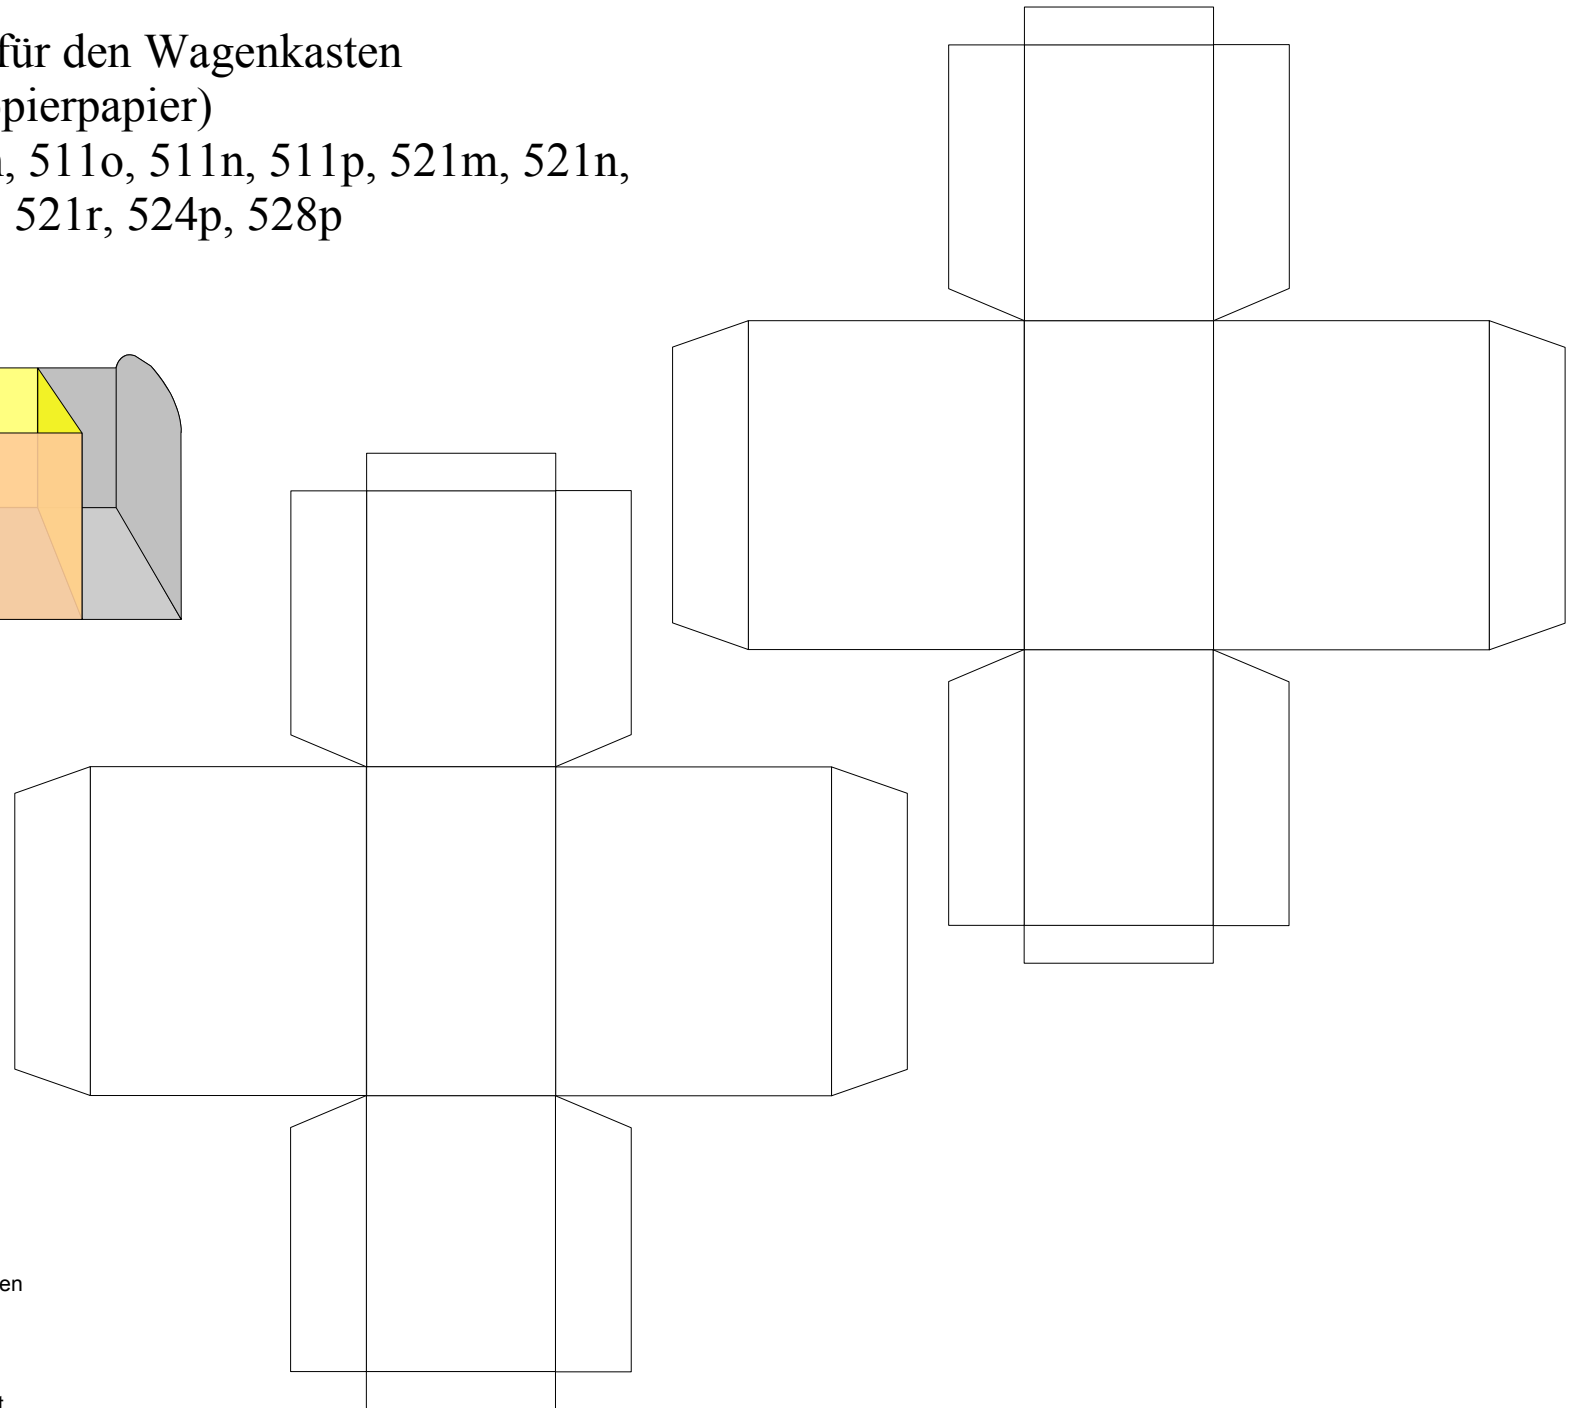 für den Wagenkasten
pierpapier)
, 511o, 511n, 511p, 521m, 521n,
521r, 524p, 528p
en
t